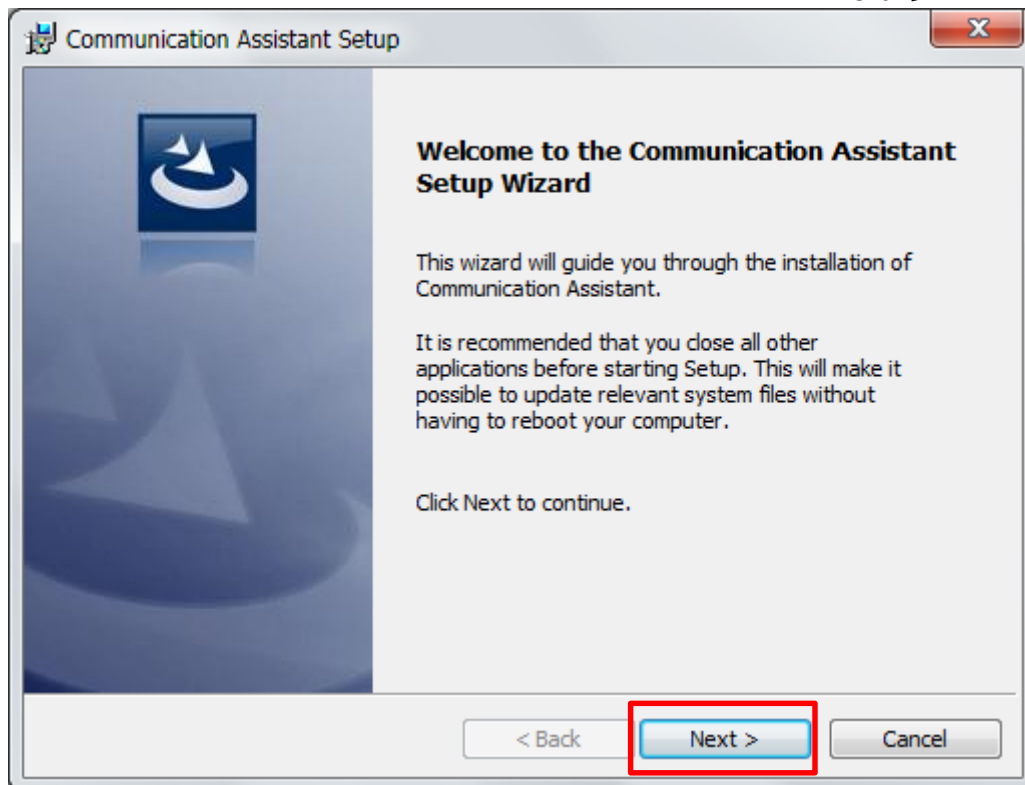 Communication Assistant Setup
Welcome to the Communication Assistant
Setup Wizard
This wizard will guide you through the installation of
Communication Assistant.
It is recommended that you close all other
applications before starting Setup. This will make it
possible to update relevant system files without
having to reboot your computer.
Click Next to continue.
< Back
Next >
Cancel